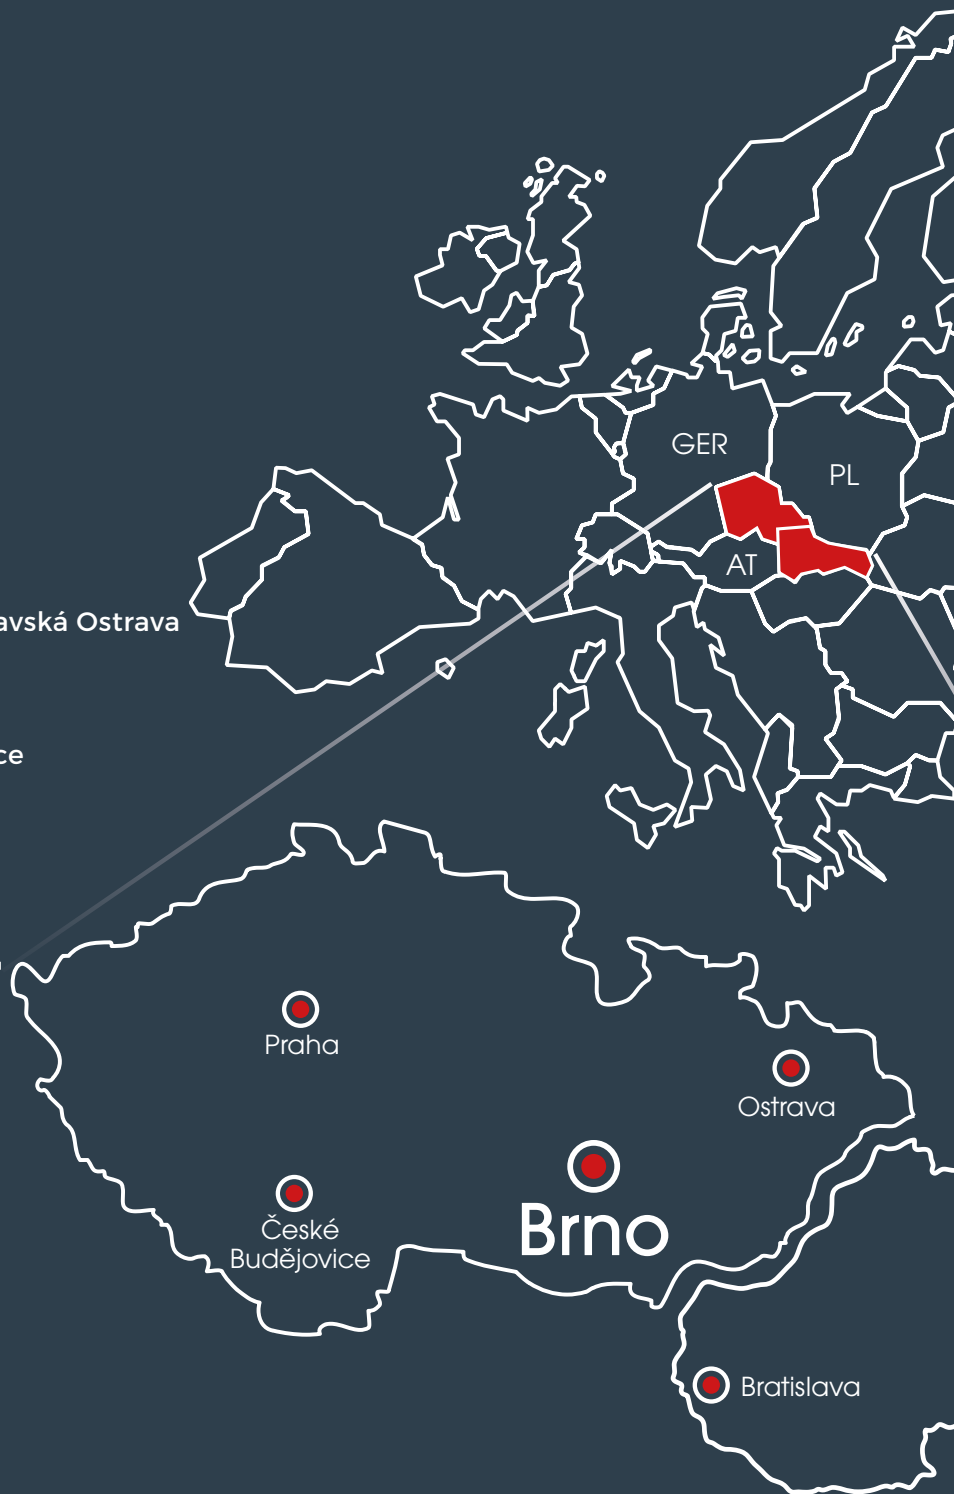 GER
PL
AT
avská Ostrava
ce
Praha
Ostrava
Brno
České
Budějovice
Bratislava